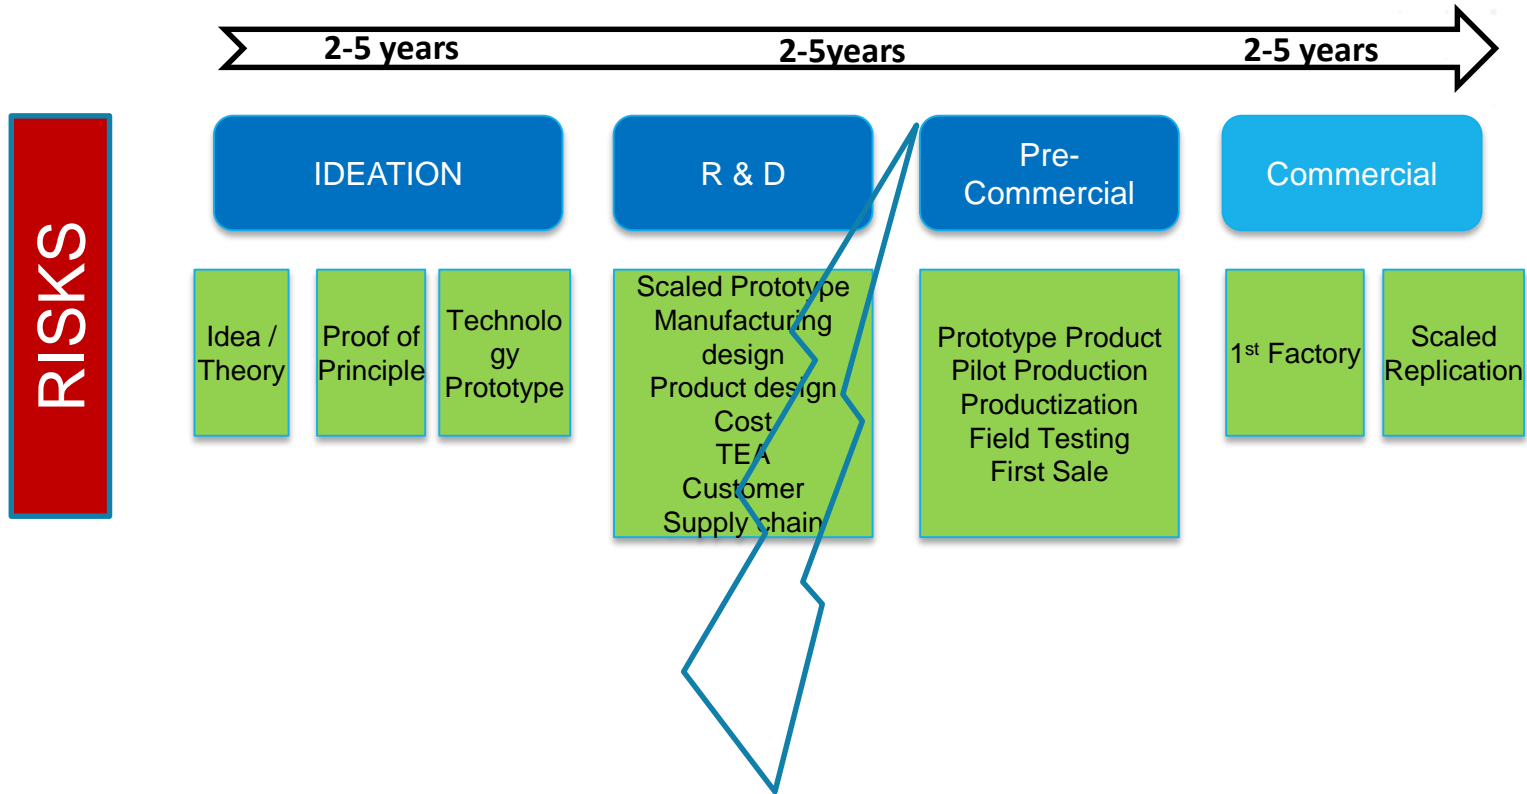 2-5 years
2-5years
2-5 years
RISKS
IDEATION
R & D
Pre-
Commercial
Commercial
Idea /
Theory
Proof of
Principle
Technolo
gy
Prototype
Scaled Prototype
Manufacturing
design
Product design
Cost
TEA
Customer
Supply chain
Prototype Product
Pilot Production
Productization
Field Testing
First Sale
1st Factory
Scaled
Replication